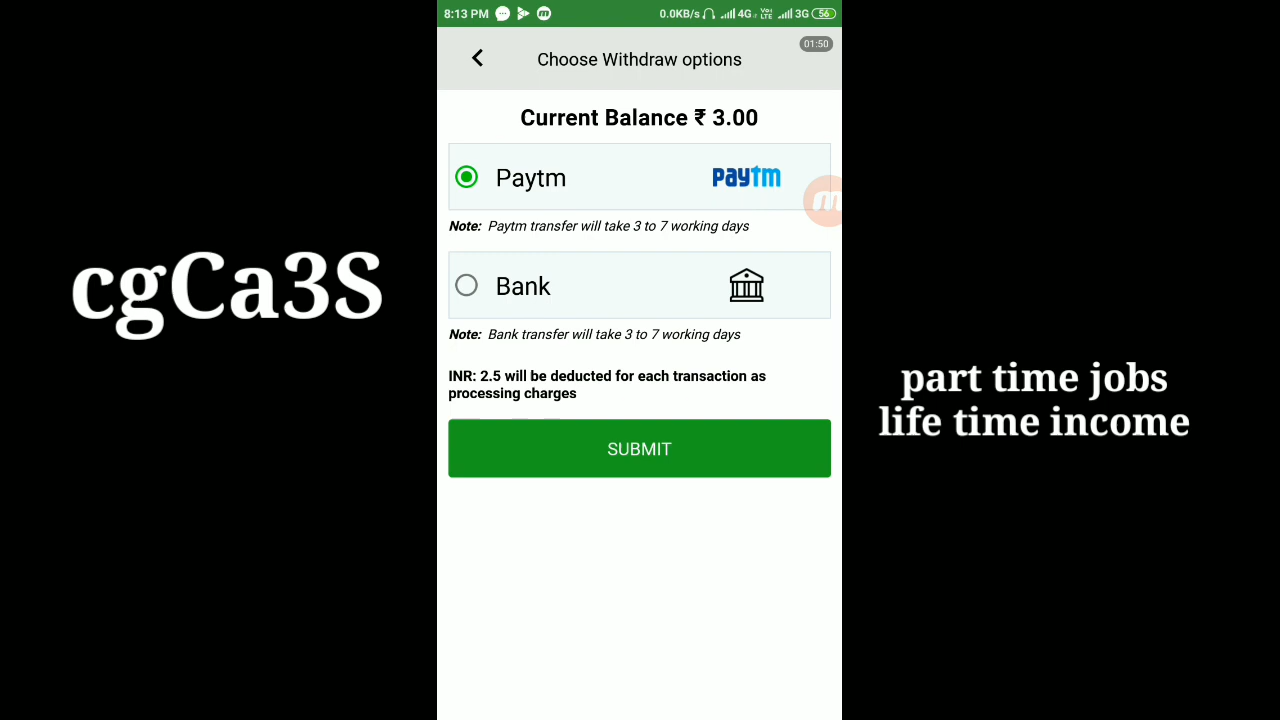 8:13 PM
0.0KB/s 4G VoLTE 3G 56
01:50
Choose Withdraw options
Current Balance ₹ 3.00
Paytm paytm
Note: Paytm transfer will take 3 to 7 working days
Bank
Note: Bank transfer will take 3 to 7 working days
INR: 2.5 will be deducted for each transaction as
processing charges
SUBMIT
cgCa3S
part time jobs
life time income